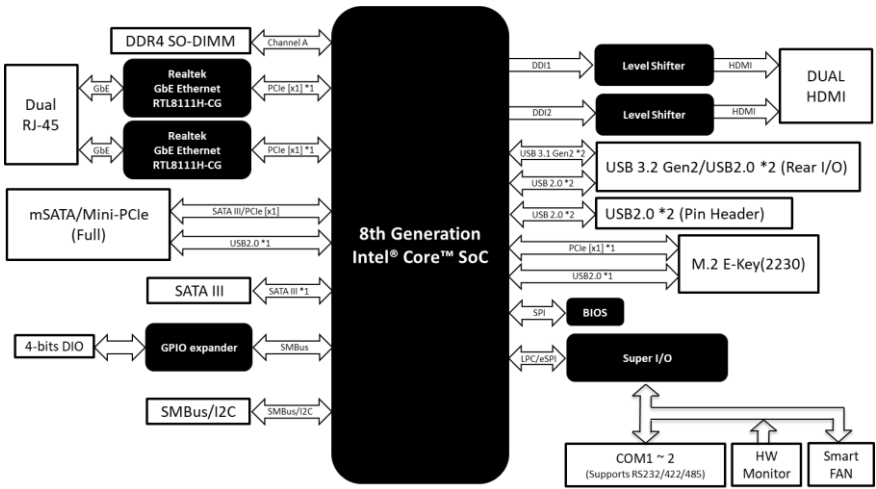 DDR4 SO-DIMM
Channel A
Dual
RJ-45
GbE
Realtek
GbE Ethernet
RTL8111H-CG
PCIe [x1] *1
GbE
Realtek
GbE Ethernet
RTL8111H-CG
PCIe [x1] *1
mSATA/Mini-PCIe
(Full)
SATA III/PCIe [x1]
USB2.0 *1
SATA III
SATA III *1
4-bits DIO
GPIO expander
SMBus
SMBus/I2C
SMBus/I2C
8th Generation
Intel® Core™ SoC
DDI1
Level Shifter
HDMI
DDI2
Level Shifter
HDMI
DUAL
HDMI
USB 3.1 Gen2 *2
USB 2.0 *2
USB 3.2 Gen2/USB2.0 *2 (Rear I/O)
USB 2.0 *2
USB2.0 *2 (Pin Header)
PCIe [x1] *1
USB2.0 *1
M.2 E-Key(2230)
SPI
BIOS
LPC/eSPI
Super I/O
COM1 ~ 2
(Supports RS232/422/485)
HW
Monitor
Smart
FAN